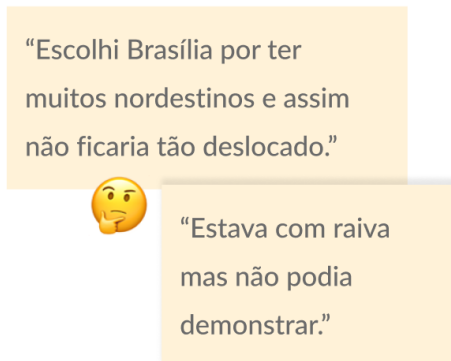 “Escolhi Brasília por ter
muitos nordestinos e assim
não ficaria tão deslocado.”
“Estava com raiva
mas não podia
demonstrar.”